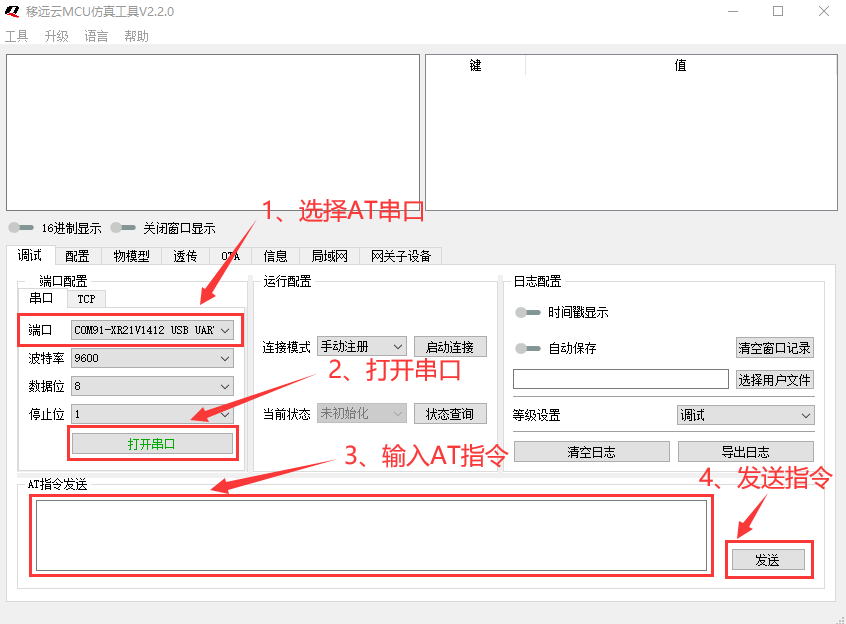 移远云MCU仿真工具V2.2.0
工具 升级 语言 帮助
键 值
1、选择AT串口
16进制显示 关闭窗口显示
调试 配置 物模型 透传 OTA 信息 局域网 网关子设备
端口配置 运行配置 日志配置
串口 TCP
时间戳显示
端口 COM91-XR21V1412 USB UAR
连接模式 手动注册 启动连接
自动保存 清空窗口记录
波特率 9600
2、打开串口
选择用户文件
数据位 8
停止位 1
当前状态 未初始化 状态查询
等级设置 调试
打开串口
清空日志 导出日志
3、输入AT指令
4、发送指令
AT指令发送
发送